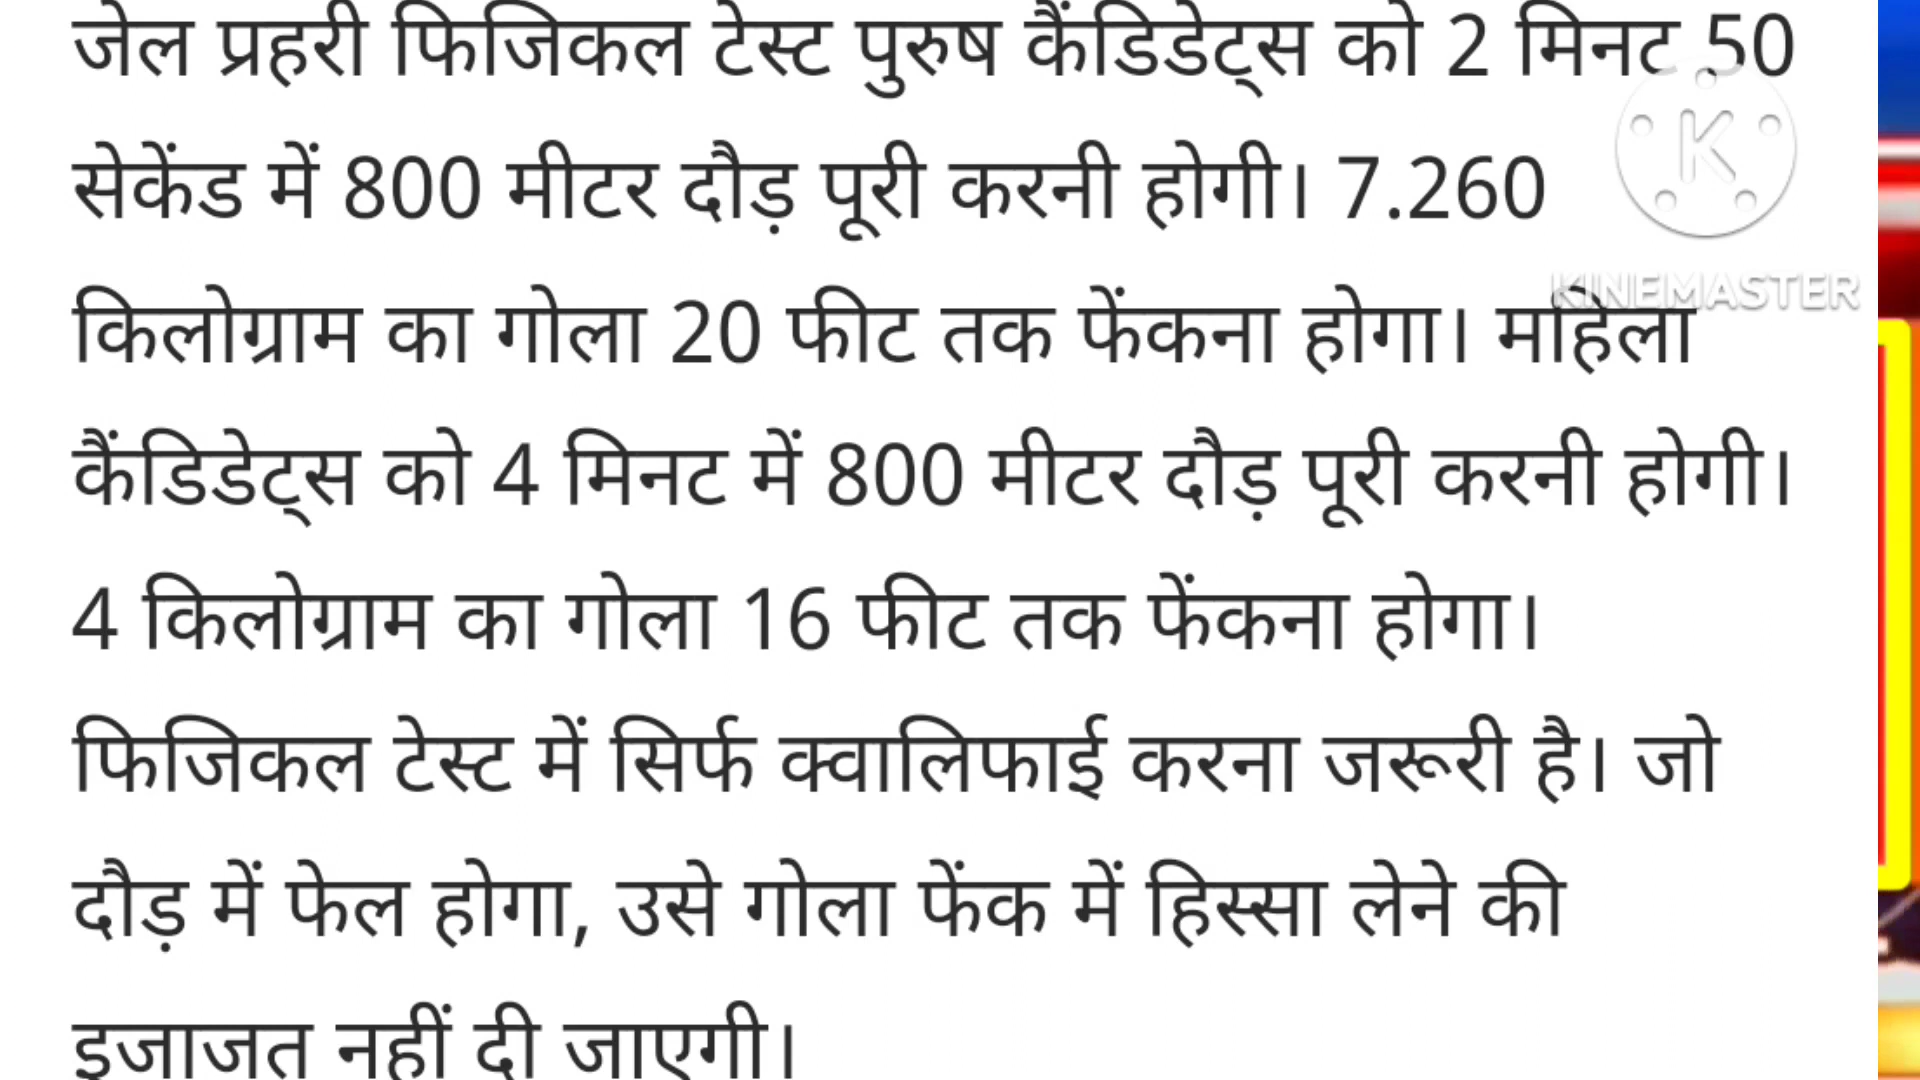 जेल प्रहरी फिजिकल टेस्ट पुरुष कैंडिडेट्स को 2 मिनट 50
सेकेंड में 800 मीटर दौड़ पूरी करनी होगी। 7.260
K
KINEMASTER
किलोग्राम का गोला 20 फीट तक फेंकना होगा। महिला
कैंडिडेट्स को 4 मिनट में 800 मीटर दौड़ पूरी करनी होगी।
4 किलोग्राम का गोला 16 फीट तक फेंकना होगा।
फिजिकल टेस्ट में सिर्फ क्वालिफाई करना जरूरी है। जो
दौड़ में फेल होगा, उसे गोला फेंक में हिस्सा लेने की
इजाजत नहीं दी जाएगी।